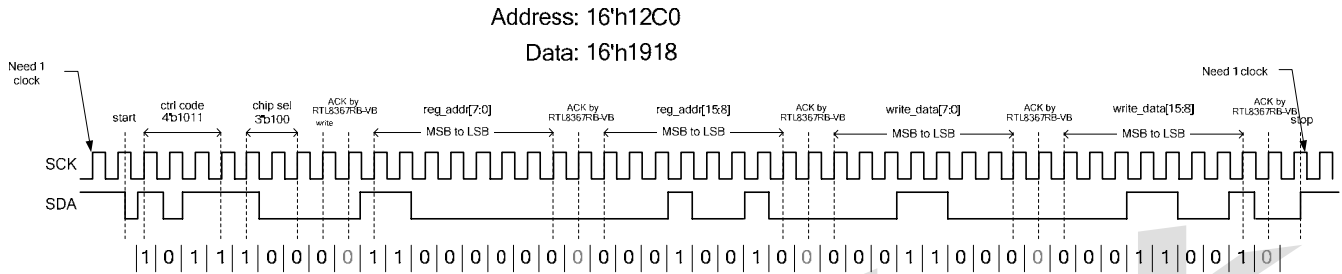 Address: 16'h12C0
Data: 16'h1918
Need 1 clock
start
ctrl code 4'b1011
chip sel 3'b100
write
ACK by RTL8367RB-VB
reg_addr[7:0]
MSB to LSB
ACK by RTL8367RB-VB
reg_addr[15:8]
MSB to LSB
ACK by RTL8367RB-VB
write_data[7:0]
MSB to LSB
ACK by RTL8367RB-VB
write_data[15:8]
MSB to LSB
ACK by RTL8367RB-VB
stop
Need 1 clock
SCK
SDA
1 0 1 1 1 0 0 0 0 1 1 0 0 0 0 0 0 0 0 0 0 1 0 0 1 0 0 0 0 0 1 1 0 0 0 0 0 0 0 1 1 0 0 1 0